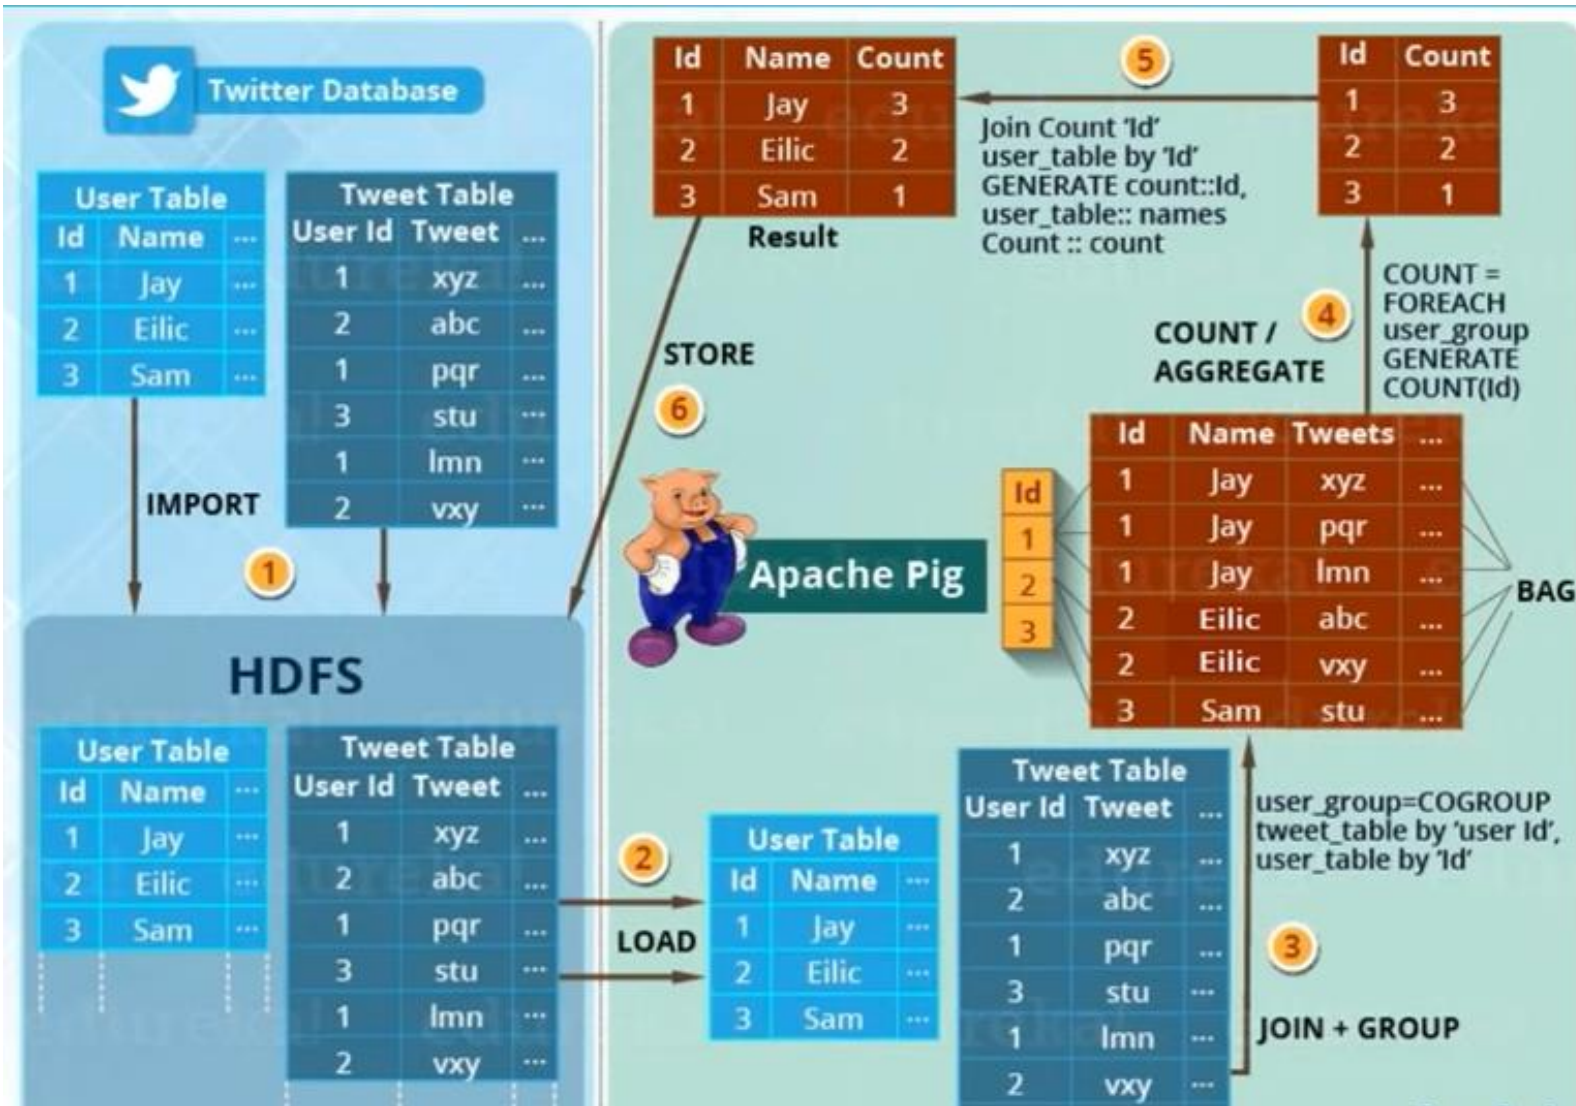 Twitter Database
User Table
Id Name ...
1 Jay ...
2 Eilic ...
3 Sam ...
Tweet Table
User Id Tweet ...
1 xyz ...
2 abc ...
1 pqr ...
3 stu ...
1 lmn ...
2 vxy ...
IMPORT
1
HDFS
User Table
Id Name ...
1 Jay ...
2 Eilic ...
3 Sam ...
Tweet Table
User Id Tweet ...
1 xyz ...
2 abc ...
1 pqr ...
3 stu ...
1 lmn ...
2 vxy ...
2
LOAD
User Table
Id Name ...
1 Jay ...
2 Eilic ...
3 Sam ...
Tweet Table
User Id Tweet ...
1 xyz ...
2 abc ...
1 pqr ...
3 stu ...
1 lmn ...
2 vxy ...
3
JOIN + GROUP
user_group=COGROUP
tweet_table by 'user Id',
user_table by 'Id'
Apache Pig
Id
1
2
3
Id Name Tweets ...
1 Jay xyz ...
1 Jay pqr ...
1 Jay lmn ...
2 Eilic abc ...
2 Eilic vxy ...
3 Sam stu ...
BAG
COUNT /
AGGREGATE
4
COUNT =
FOREACH
user_group
GENERATE
COUNT(Id)
Id Count
1 3
2 2
3 1
5
Join Count 'Id'
user_table by 'Id'
GENERATE count::Id,
user_table:: names
Count :: count
Id Name Count
1 Jay 3
2 Eilic 2
3 Sam 1
Result
STORE
6